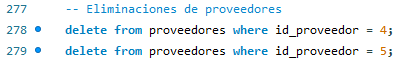 277 -- Eliminaciones de proveedores
278 delete from proveedores where id_proveedor = 4;
279 delete from proveedores where id_proveedor = 5;